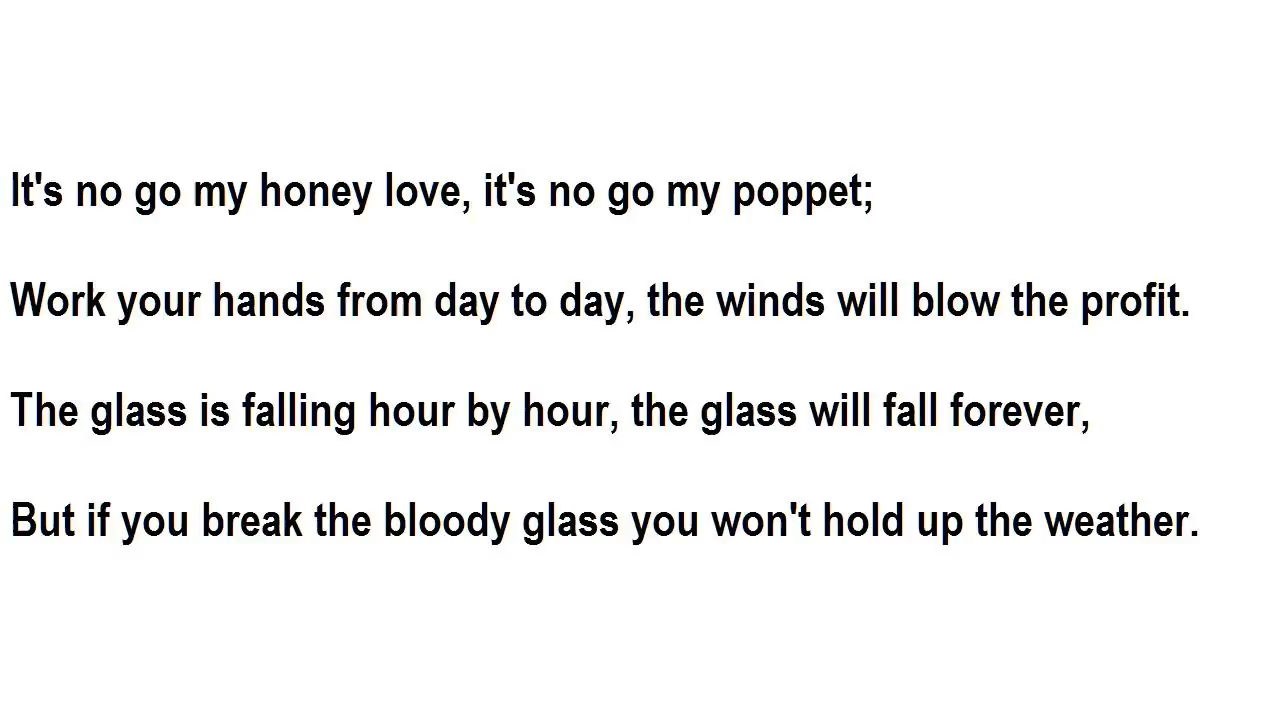 It's no go my honey love, it's no go my poppet;
Work your hands from day to day, the winds will blow the profit.
The glass is falling hour by hour, the glass will fall forever,
But if you break the bloody glass you won't hold up the weather.